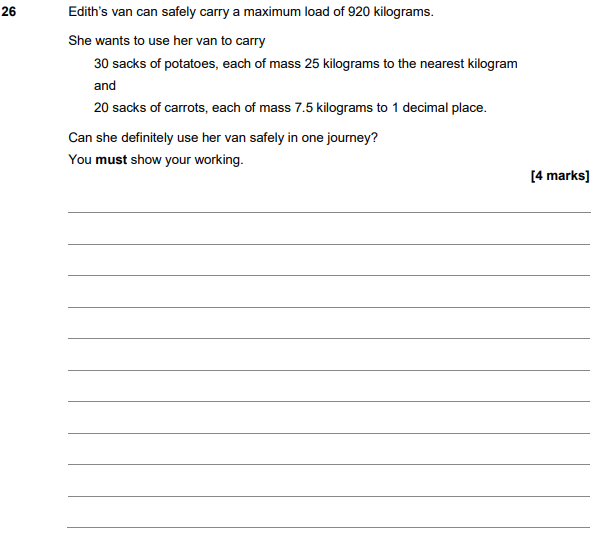 26 Edith's van can safely carry a maximum load of 920 kilograms.
She wants to use her van to carry
30 sacks of potatoes, each of mass 25 kilograms to the nearest kilogram
and
20 sacks of carrots, each of mass 7.5 kilograms to 1 decimal place.
Can she definitely use her van safely in one journey?
You must show your working.
[4 marks]